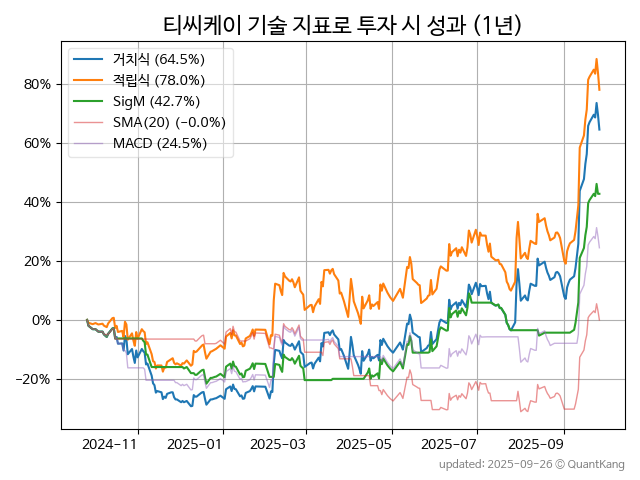 티씨케이 기술 지표로 투자 시 성과 (1년)
거치식 (64.5%)
적립식 (78.0%)
SigM (42.7%)
SMA(20) (-0.0%)
MACD (24.5%)
80%
60%
40%
20%
0%
−20%
2024-11 2025-01 2025-03 2025-05 2025-07 2025-09
updated: 2025-09-26 © QuantKang